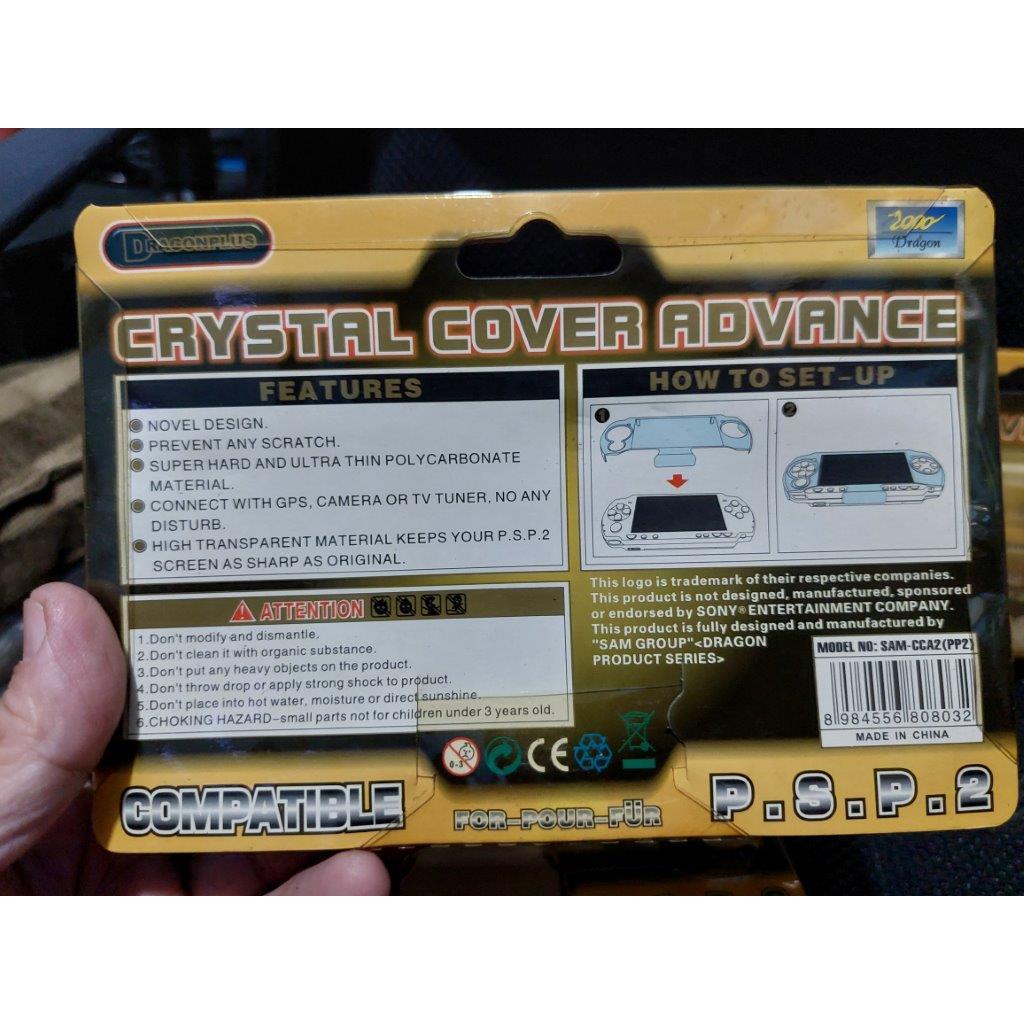 DRAGONPLUS
2000
Dragon
CRYSTAL COVER ADVANCE
FEATURES
NOVEL DESIGN.
PREVENT ANY SCRATCH.
SUPER HARD AND ULTRA THIN POLYCARBONATE
MATERIAL.
CONNECT WITH GPS, CAMERA OR TV TUNER, NO ANY
DISTURB.
HIGH TRANSPARENT MATERIAL KEEPS YOUR P.S.P.2
SCREEN AS SHARP AS ORIGINAL.
HOW TO SET-UP
1
2
ATTENTION
1.Don't modify and dismantle.
2.Don't clean it with organic substance.
3.Don't put any heavy objects on the product.
4.Don't throw drop or apply strong shock to product.
5.Don't place into hot water, moisture or direct sunshine.
6.CHOKING HAZARD-small parts not for children under 3 years old.
This logo is trademark of their respective companies.
This product is not designed, manufactured, sponsored
or endorsed by SONY® ENTERTAINMENT COMPANY.
This product is fully designed and manufactured by
"SAM GROUP"<DRAGON
PRODUCT SERIES>
MODEL NO: SAM-CCA2(PP2)
8 984556 808032
MADE IN CHINA
0-3
CE
COMPATIBLE
FOR-POUR-FÜR
P.S.P.2